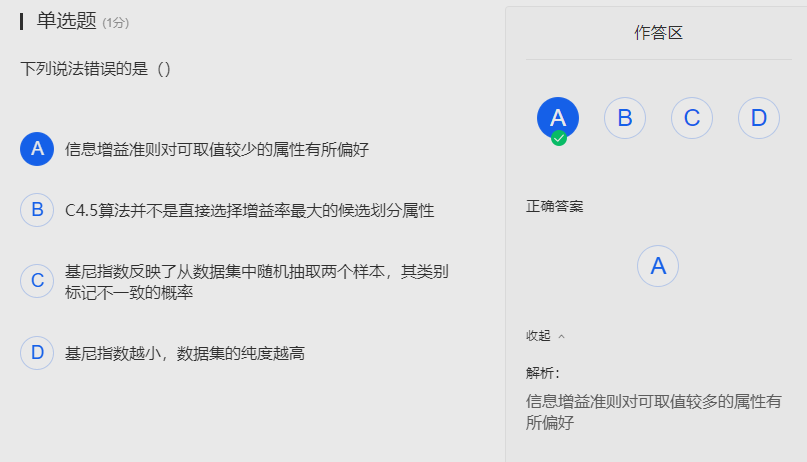 单选题 (1分)
下列说法错误的是（）
A 信息增益准则对可取值较少的属性有所偏好
B C4.5算法并不是直接选择增益率最大的候选划分属性
C 基尼指数反映了从数据集中随机抽取两个样本，其类别
标记不一致的概率
D 基尼指数越小，数据集的纯度越高
作答区
A B C D
正确答案
A
收起
解析：
信息增益准则对可取值较多的属性有
所偏好